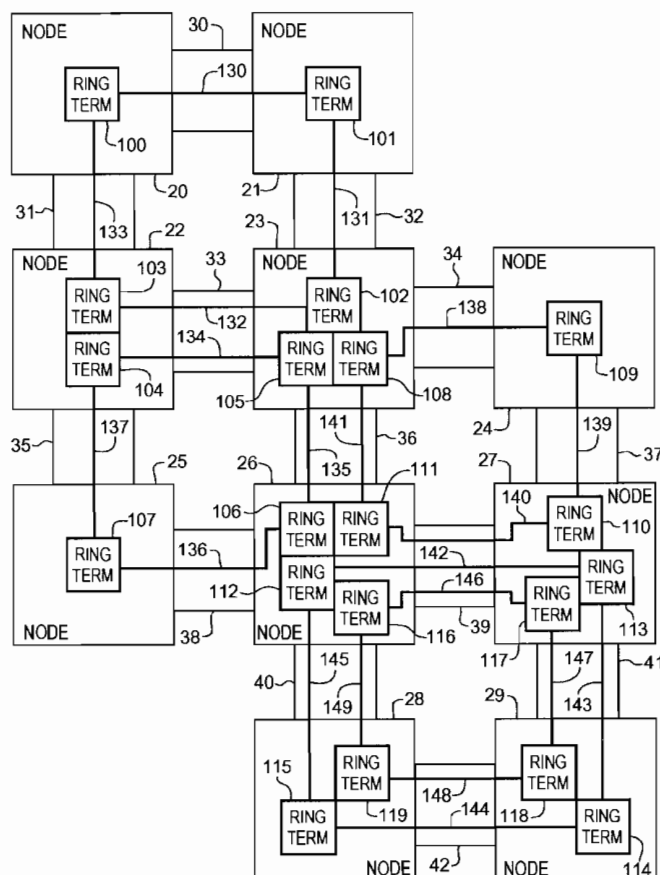 NODE
30
NODE
130
RING
TERM
RING
TERM
100
101
31
20
21
32
133
22
23
131
NODE
103
33
NODE
102
34
NODE
RING
TERM
132
RING
TERM
138
RING
TERM
134
RING
TERM
RING
TERM
RING
TERM
104
105
108
109
35
137
25
141
36
24
139
37
26
135
111
27
NODE
107
106
140
110
RING
TERM
RING
TERM
RING
TERM
RING
TERM
136
142
RING
TERM
146
RING
TERM
112
RING
TERM
RING
TERM
113
NODE
38
NODE
116
39
117
40
145
147
41
149
28
29
143
115
RING
TERM
RING
TERM
RING
TERM
119
148
118
RING
TERM
144
NODE
42
NODE
114